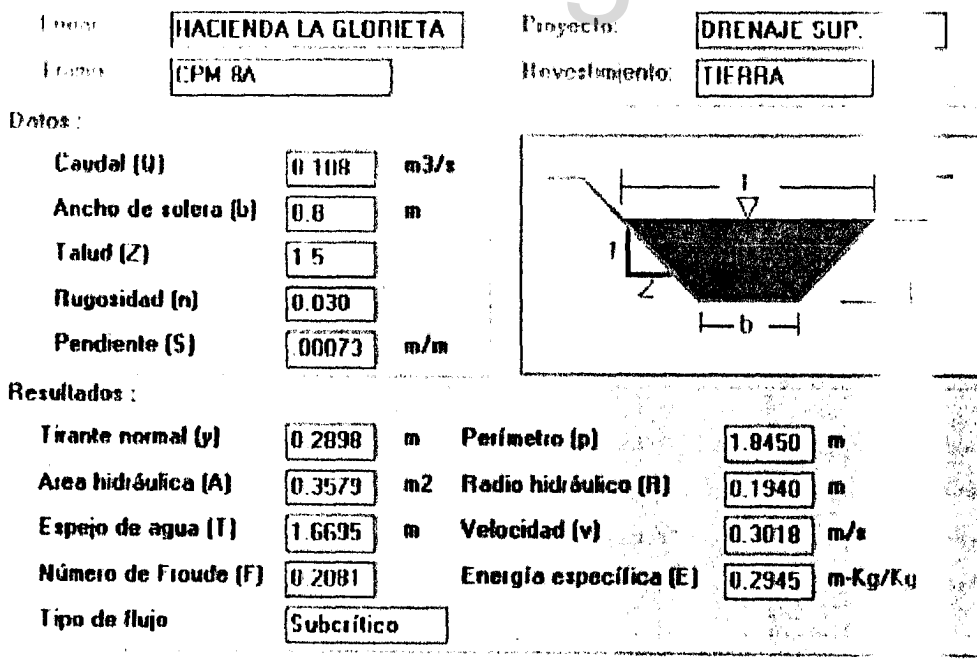 Lugar: HACIENDA LA GLORIETA Proyecto: DRENAJE SUP.
Tramo: CPM 8A Revestimiento: TIERRA
Datos :
Caudal (Q) 0.108 m3/s
Ancho de solera (b) 0.8 m
Talud (Z) 1.5
Rugosidad (n) 0.030
Pendiente (S) .00073 m/m
T
1
Z
b
Resultados :
Tirante normal (y) 0.2898 m Perímetro (p) 1.8450 m
Area hidráulica (A) 0.3579 m2 Radio hidráulico (R) 0.1940 m
Espejo de agua (T) 1.6695 m Velocidad (v) 0.3018 m/s
Número de Froude (F) 0.2081 Energía específica (E) 0.2945 m-Kg/Kg
Tipo de flujo Subcrítico